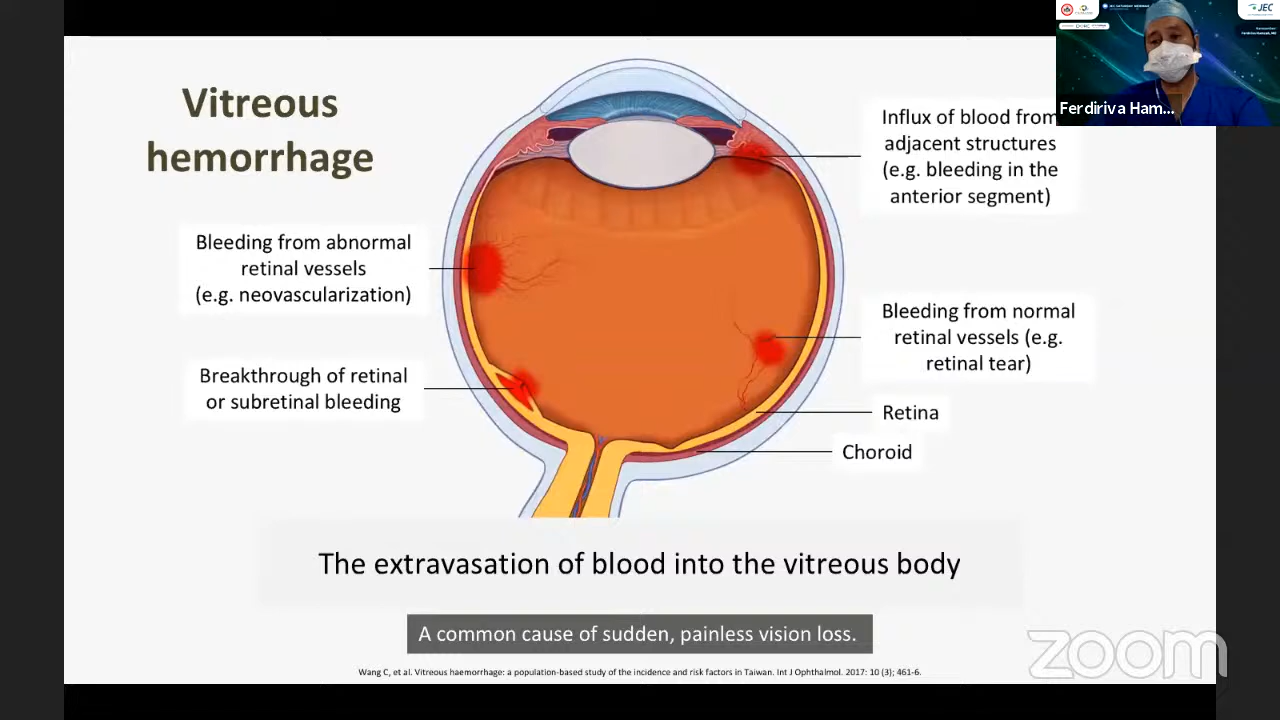 Vitreous
hemorrhage
Bleeding from abnormal
retinal vessels
(e.g. neovascularization)
Breakthrough of retinal
or subretinal bleeding
Influx of blood from
adjacent structures
(e.g. bleeding in the
anterior segment)
Bleeding from normal
retinal vessels (e.g.
retinal tear)
Retina
Choroid
The extravasation of blood into the vitreous body
A common cause of sudden, painless vision loss.
Wang C, et al. Vitreous haemorrhage: a population-based study of the incidence and risk factors in Taiwan. Int J Ophthalmol. 2017: 10 (3); 461-6.
JEC
Ferdiriva Ham...
zoom